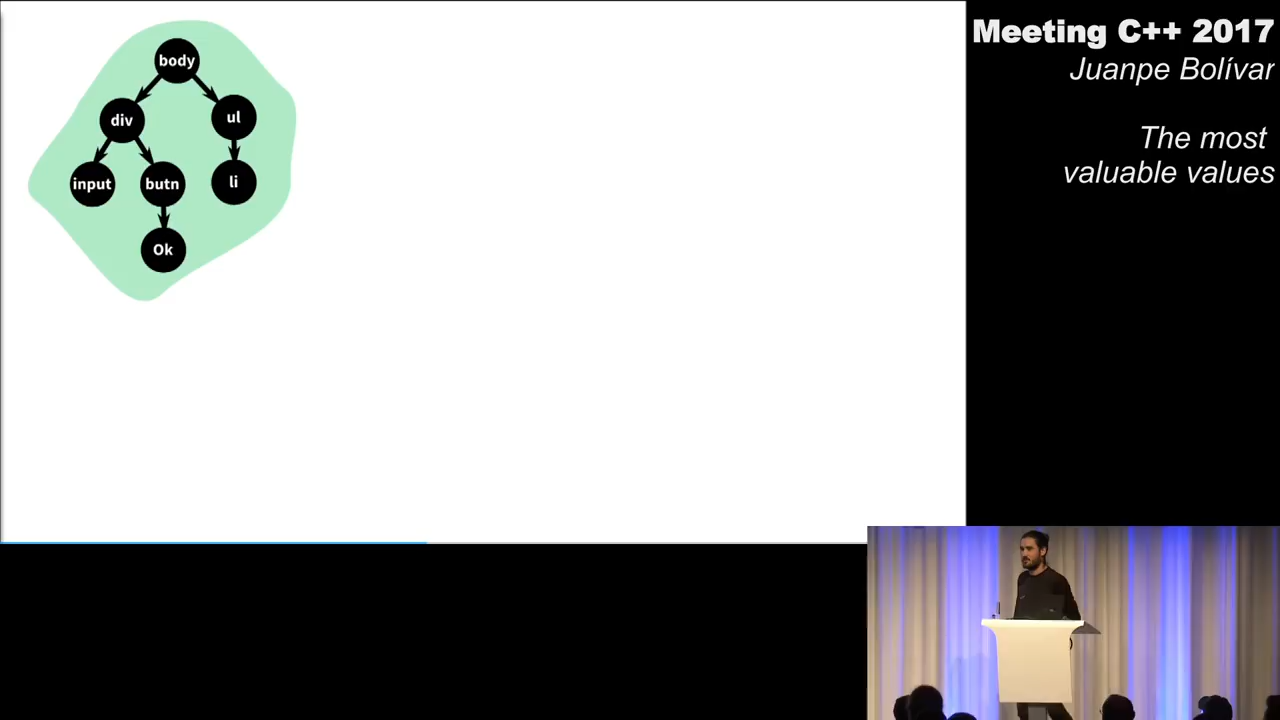 body
div
ul
input
butn
li
Ok
Meeting C++ 2017
Juanpe Bolívar
The most
valuable values